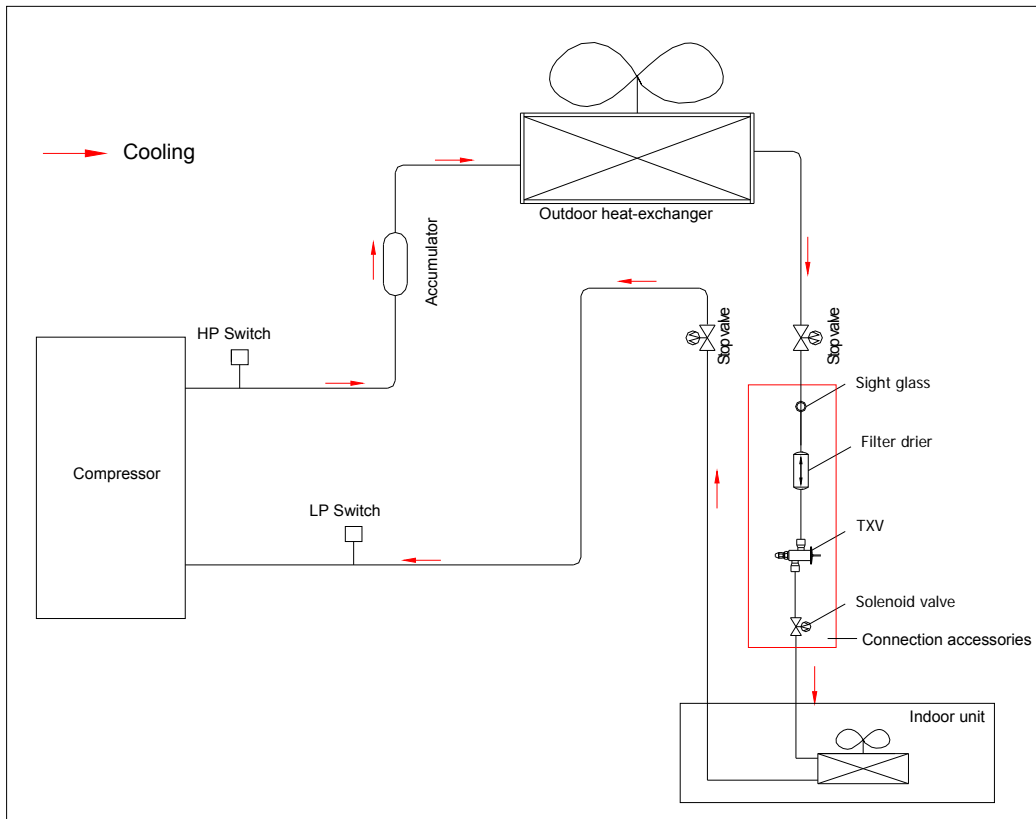 Cooling
Outdoor heat-exchanger
Accumulator
HP Switch
Stop valve
Stop valve
Sight glass
Filter drier
Compressor
LP Switch
TXV
Solenoid valve
Connection accessories
Indoor unit